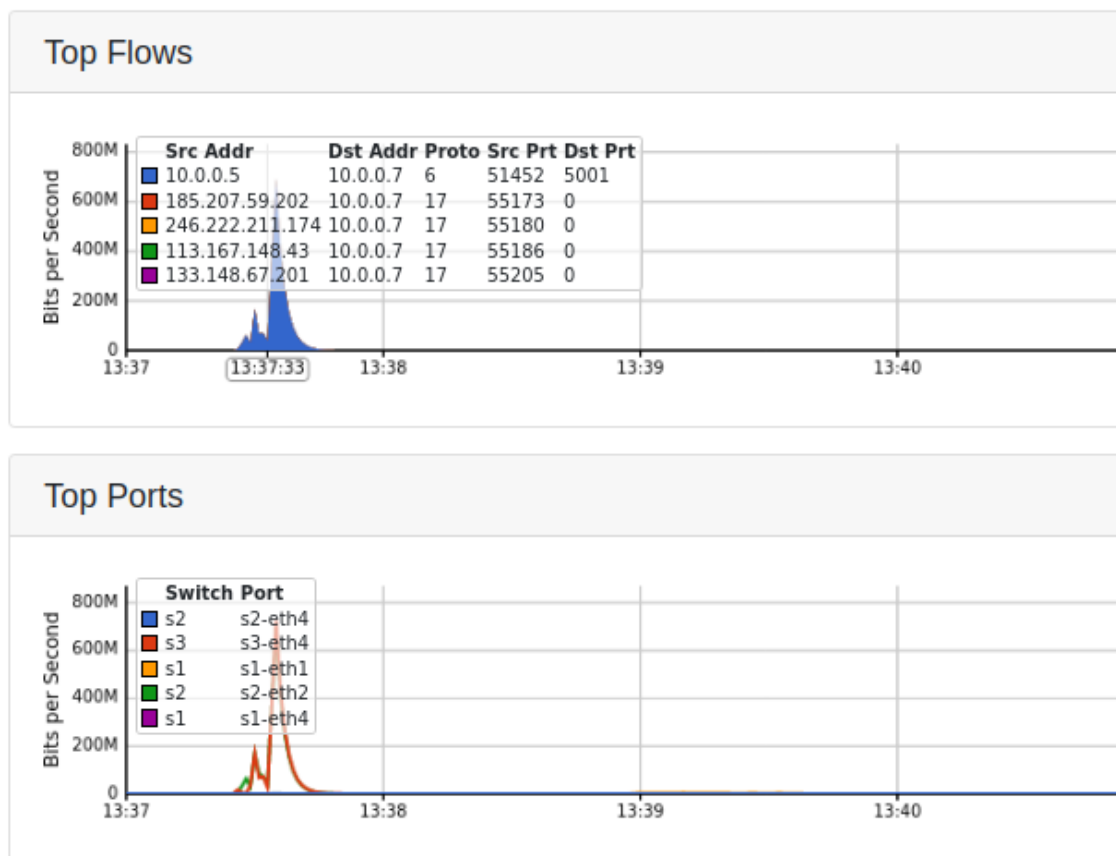 Top Flows
Bits per Second
800M
600M
400M
200M
0
Src Addr Dst Addr Proto Src Prt Dst Prt
10.0.0.5 10.0.0.7 6 51452 5001
185.207.59.202 10.0.0.7 17 55173 0
246.222.211.174 10.0.0.7 17 55180 0
113.167.148.43 10.0.0.7 17 55186 0
133.148.67.201 10.0.0.7 17 55205 0
13:37 13:37:33 13:38 13:39 13:40
Top Ports
Bits per Second
800M
600M
400M
200M
0
Switch Port
s2 s2-eth4
s3 s3-eth4
s1 s1-eth1
s2 s2-eth2
s1 s1-eth4
13:37 13:38 13:39 13:40